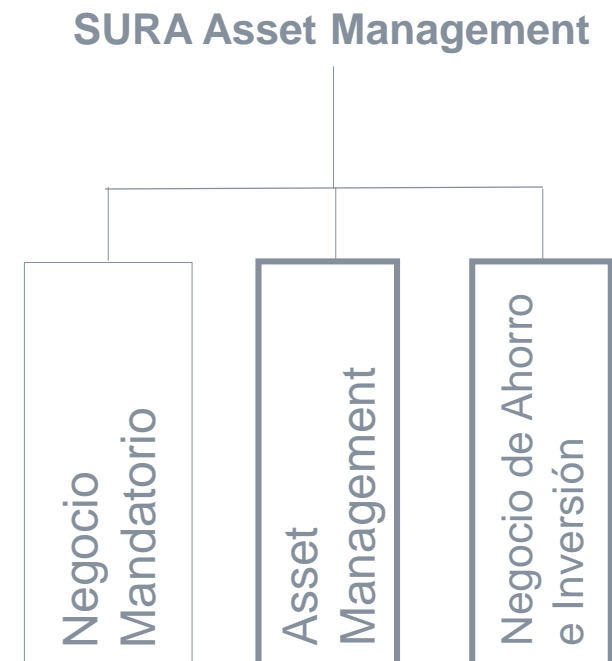 SURA Asset Management
Negocio
Mandatorio
Asset
Management
Negocio de Ahorro
e Inversión